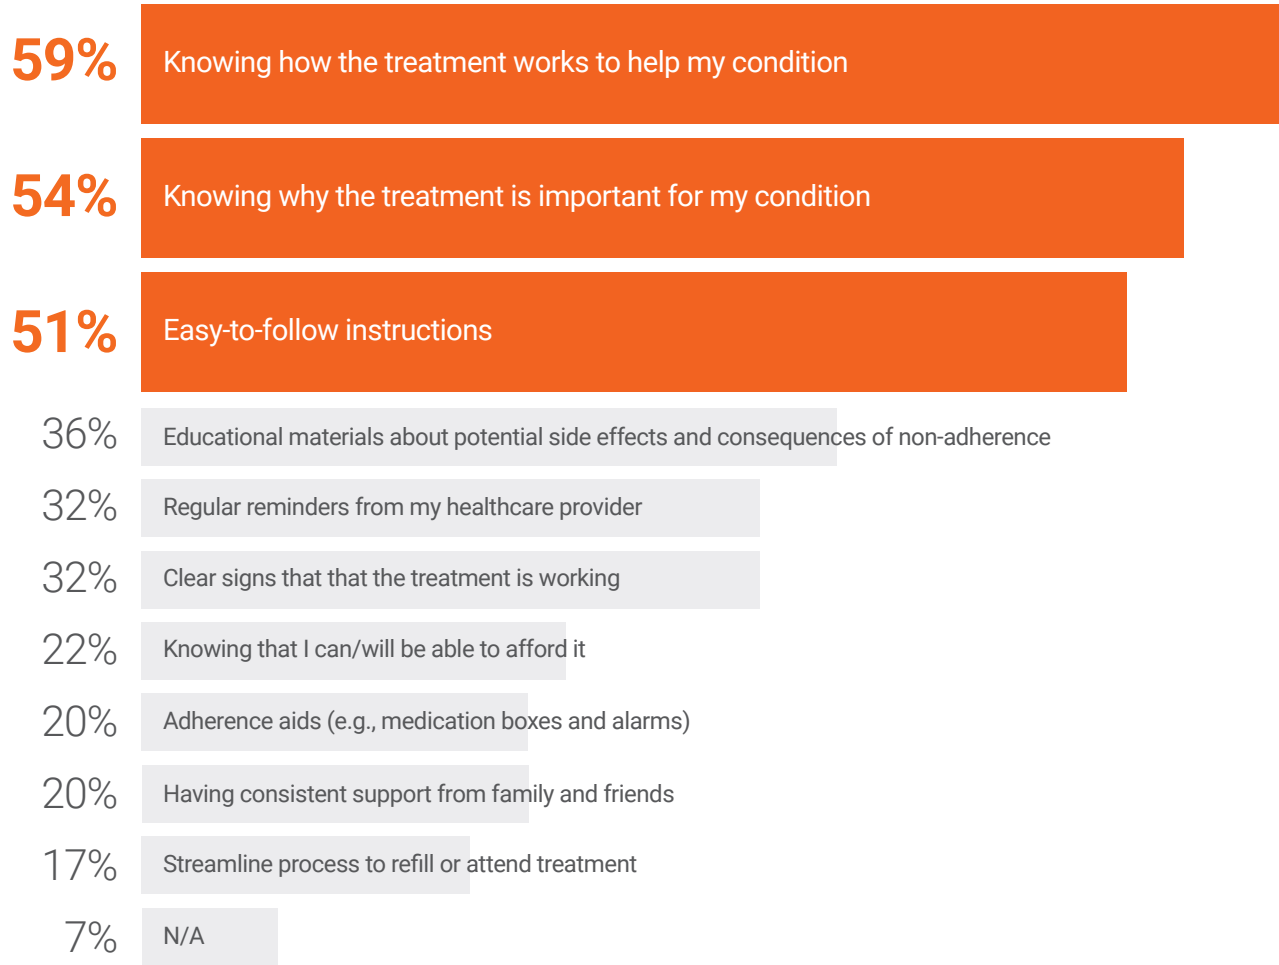 59% Knowing how the treatment works to help my condition
54% Knowing why the treatment is important for my condition
51% Easy-to-follow instructions
36% Educational materials about potential side effects and consequences of non-adherence
32% Regular reminders from my healthcare provider
32% Clear signs that that the treatment is working
22% Knowing that I can/will be able to afford it
20% Adherence aids (e.g., medication boxes and alarms)
20% Having consistent support from family and friends
17% Streamline process to refill or attend treatment
7% N/A